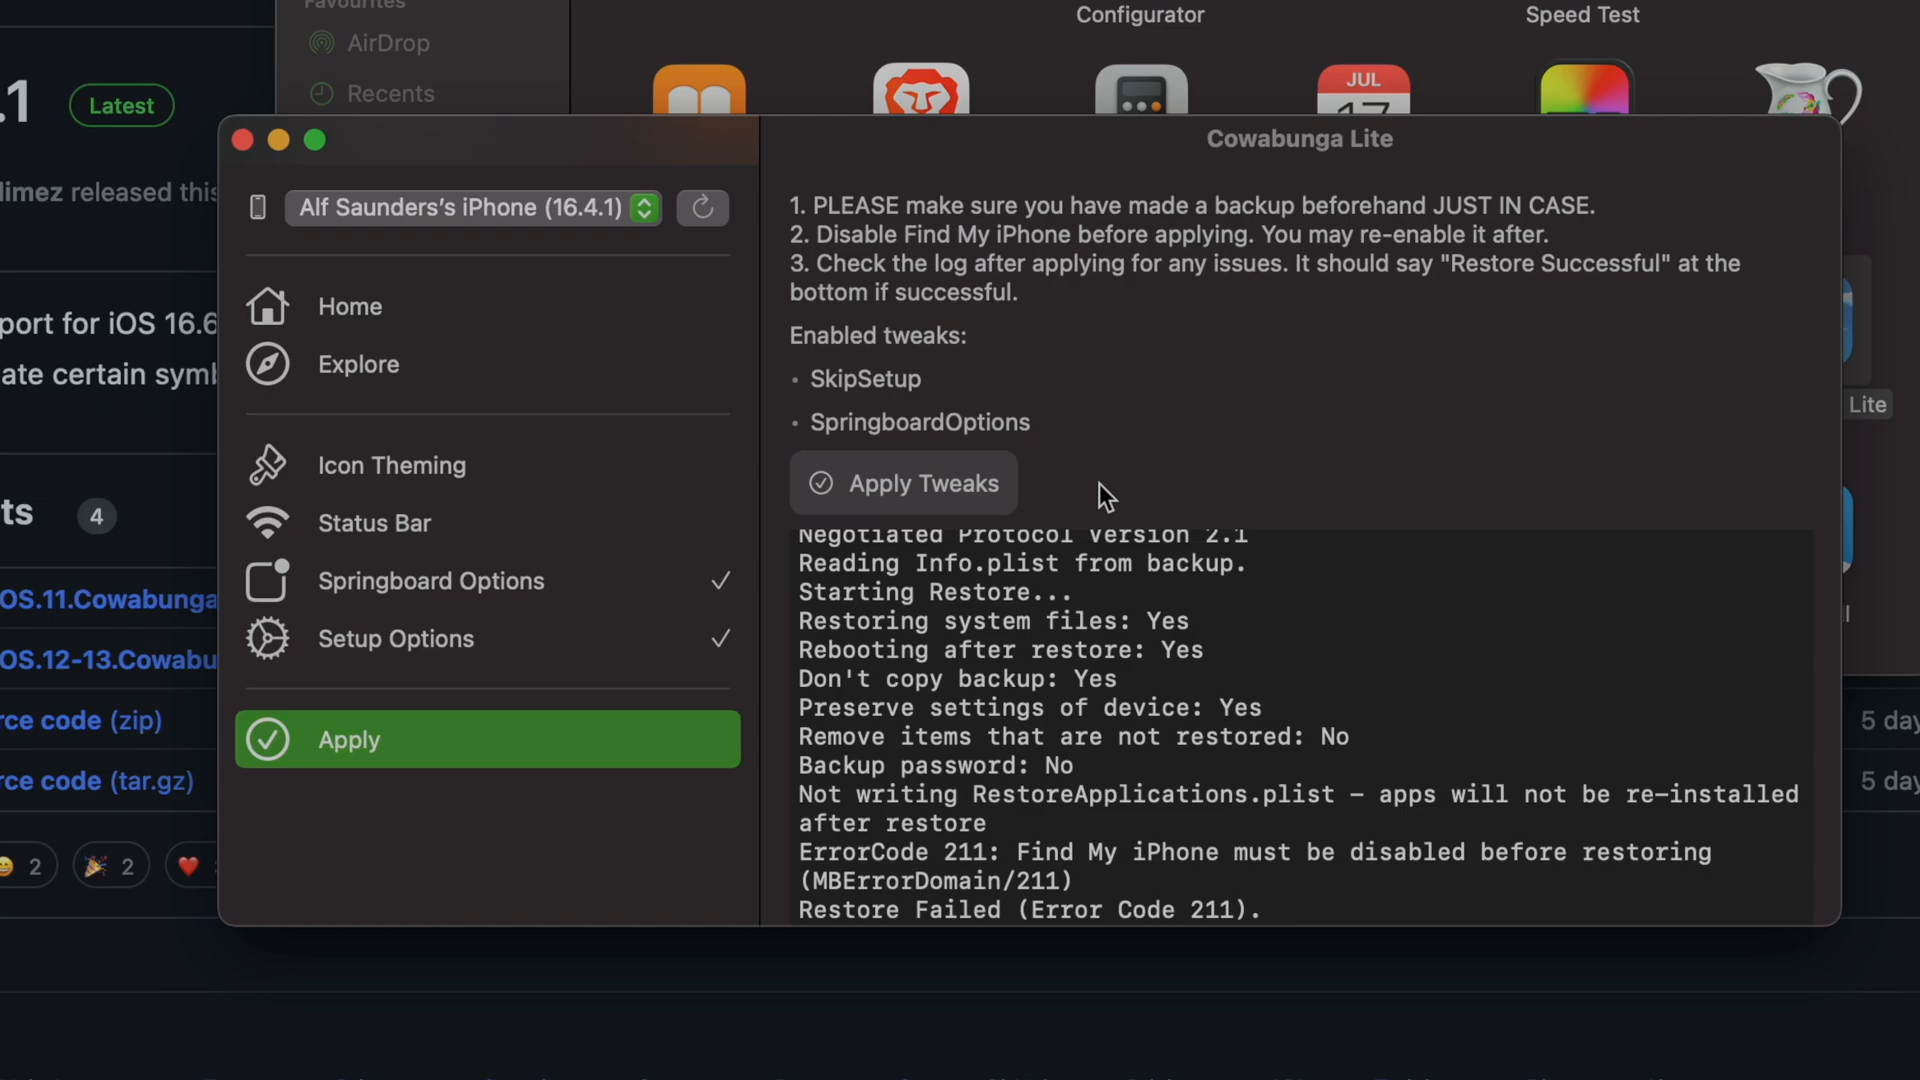 Favourites
AirDrop
Recents
Configurator
Speed Test
JUL
17
.1
Latest
limez released this
port for iOS 16.6
ate certain symb
ts 4
OS.11.Cowabunga
OS.12-13.Cowabu
rce code (zip)
rce code (tar.gz)
2
2
Cowabunga Lite
Alf Saunders's iPhone (16.4.1)
Home
Explore
Icon Theming
Status Bar
Springboard Options
Setup Options
Apply
1. PLEASE make sure you have made a backup beforehand JUST IN CASE.
2. Disable Find My iPhone before applying. You may re-enable it after.
3. Check the log after applying for any issues. It should say "Restore Successful" at the
bottom if successful.
Enabled tweaks:
• SkipSetup
• SpringboardOptions
Apply Tweaks
Negotiated Protocol Version 2.1
Reading Info.plist from backup.
Starting Restore...
Restoring system files: Yes
Rebooting after restore: Yes
Don't copy backup: Yes
Preserve settings of device: Yes
Remove items that are not restored: No
Backup password: No
Not writing RestoreApplications.plist – apps will not be re-installed
after restore
ErrorCode 211: Find My iPhone must be disabled before restoring
(MBErrorDomain/211)
Restore Failed (Error Code 211).
Lite
5 day
5 day